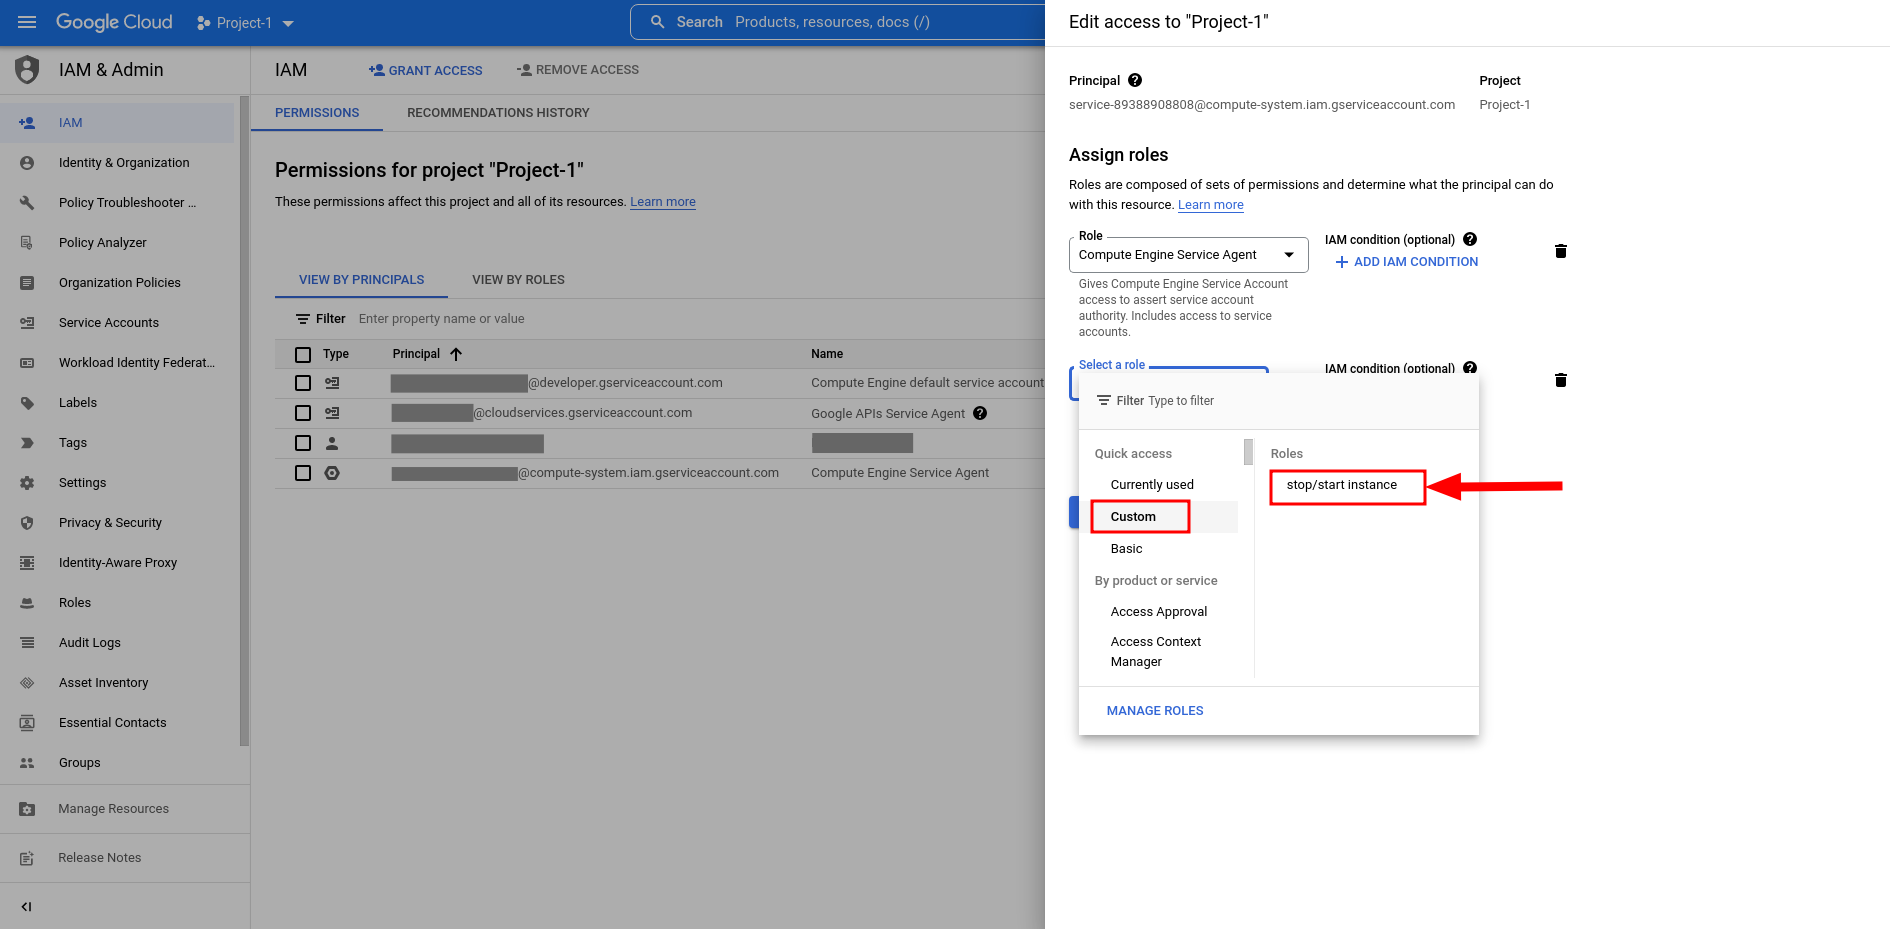 Google Cloud
Project-1
Search Products, resources, docs (/)
IAM & Admin
IAM
Identity & Organization
Policy Troubleshooter ...
Policy Analyzer
Organization Policies
Service Accounts
Workload Identity Federat...
Labels
Tags
Settings
Privacy & Security
Identity-Aware Proxy
Roles
Audit Logs
Asset Inventory
Essential Contacts
Groups
Manage Resources
Release Notes
IAM
GRANT ACCESS
REMOVE ACCESS
PERMISSIONS
RECOMMENDATIONS HISTORY
Permissions for project "Project-1"
These permissions affect this project and all of its resources. Learn more
VIEW BY PRINCIPALS
VIEW BY ROLES
Filter Enter property name or value
Type Principal Name
@developer.gserviceaccount.com Compute Engine default service account
@cloudservices.gserviceaccount.com Google APIs Service Agent
@compute-system.iam.gserviceaccount.com Compute Engine Service Agent
Edit access to "Project-1"
Principal Project
service-89388908808@compute-system.iam.gserviceaccount.com Project-1
Assign roles
Roles are composed of sets of permissions and determine what the principal can do
with this resource. Learn more
Role
Compute Engine Service Agent
IAM condition (optional)
ADD IAM CONDITION
Gives Compute Engine Service Account
access to assert service account
authority. Includes access to service
accounts.
Select a role
IAM condition (optional)
Filter Type to filter
Quick access
Currently used
Custom
Basic
By product or service
Access Approval
Access Context
Manager
Roles
stop/start instance
MANAGE ROLES